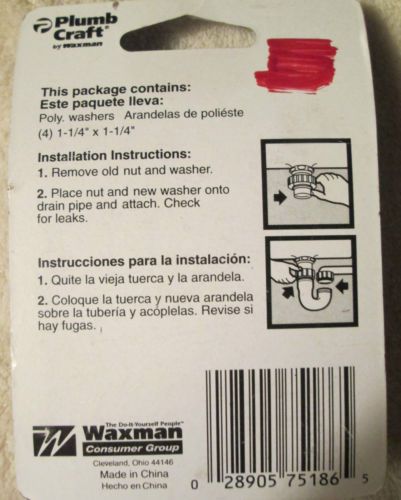 Plumb
Craft®
by Waxman
This package contains:
Este paquete lleva:
Poly. washers Arandelas de poliéste
(4) 1-1/4" x 1-1/4"
Installation Instructions:
1. Remove old nut and washer.
2. Place nut and new washer onto
drain pipe and attach. Check
for leaks.
Instrucciones para la instalación:
1. Quite la vieja tuerca y la arandela.
2. Coloque la tuerca y nueva arandela
sobre la tubería y acóplelas. Revise si
hay fugas.
The Do-It-Yourself People™
Waxman
Consumer Group
Cleveland, Ohio 44146
Made in China
Hecho en China
0 28905 75186 5